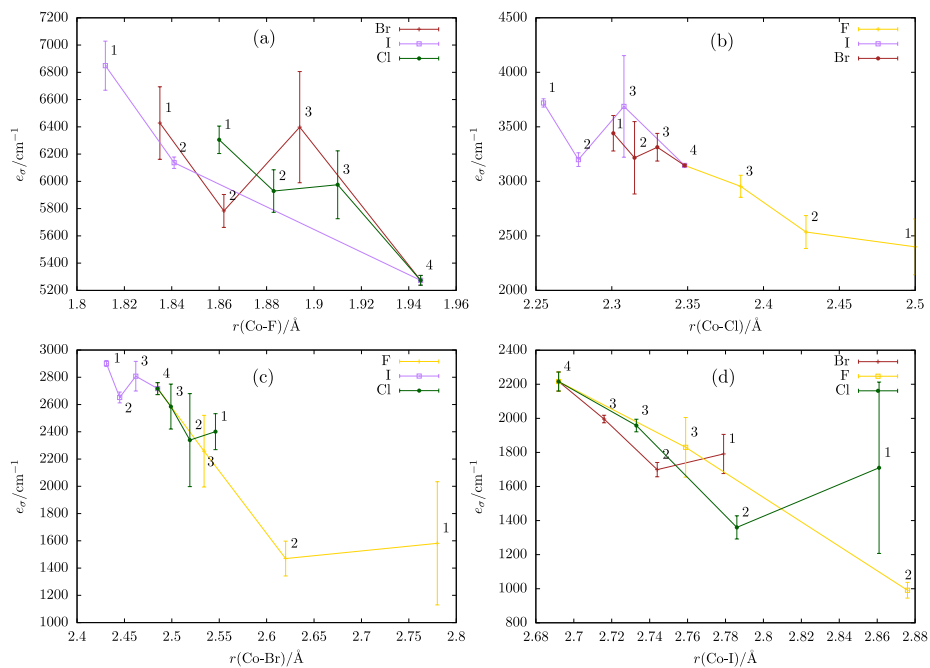 (a)
Br
I
Cl
7200
7000
6800
6600
6400
6200
6000
5800
5600
5400
5200
1
1
2
1
2
2
3
3
4
1.8 1.82 1.84 1.86 1.88 1.9 1.92 1.94 1.96
eσ/cm⁻¹
r(Co-F)/Å
(b)
F
I
Br
4500
4000
3500
3000
2500
2000
1
2
1
3
2
3
4
3
2
1
2.25 2.3 2.35 2.4 2.45 2.5
eσ/cm⁻¹
r(Co-Cl)/Å
(c)
F
I
Cl
3000
2800
2600
2400
2200
2000
1800
1600
1400
1200
1000
1
2
3
4
3
2
3
1
2
1
2.4 2.45 2.5 2.55 2.6 2.65 2.7 2.75 2.8
eσ/cm⁻¹
r(Co-Br)/Å
(d)
Br
F
Cl
2400
2200
2000
1800
1600
1400
1200
1000
800
600
4
3
3
2
3
1
2
1
2
2.68 2.7 2.72 2.74 2.76 2.78 2.8 2.82 2.84 2.86 2.88
eσ/cm⁻¹
r(Co-I)/Å